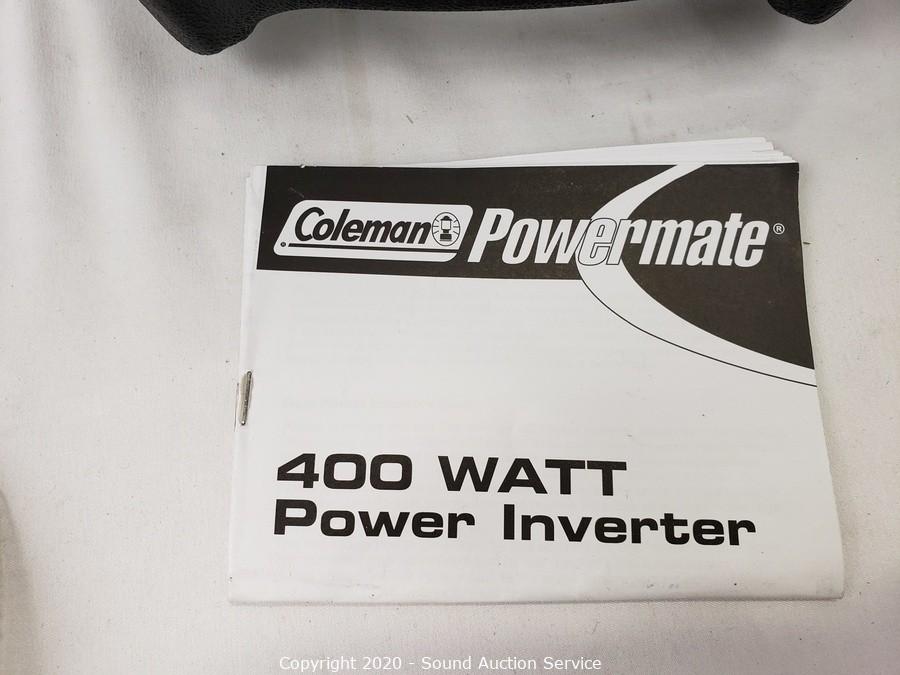 Coleman Powermate®
400 WATT
Power Inverter
Copyright 2020 - Sound Auction Service